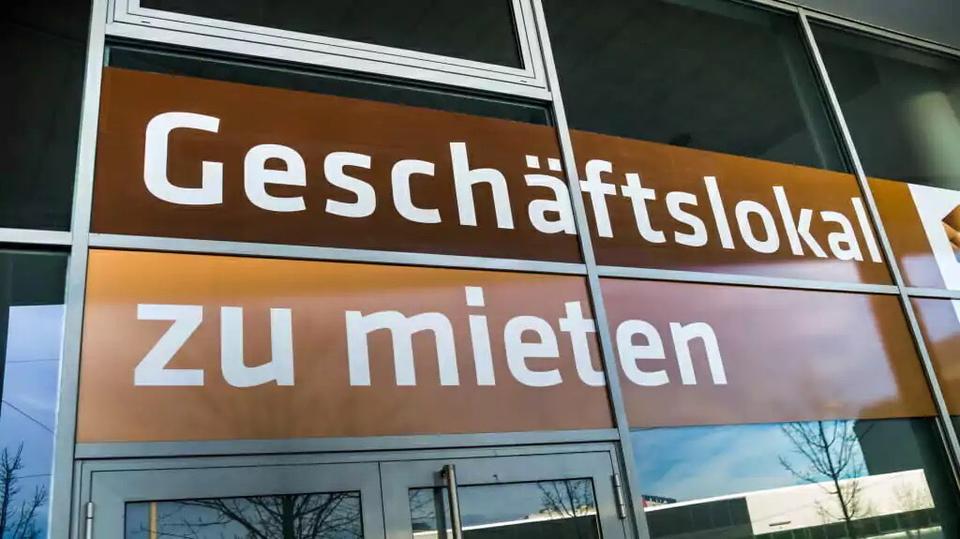 Geschäftslokal
zu mieten